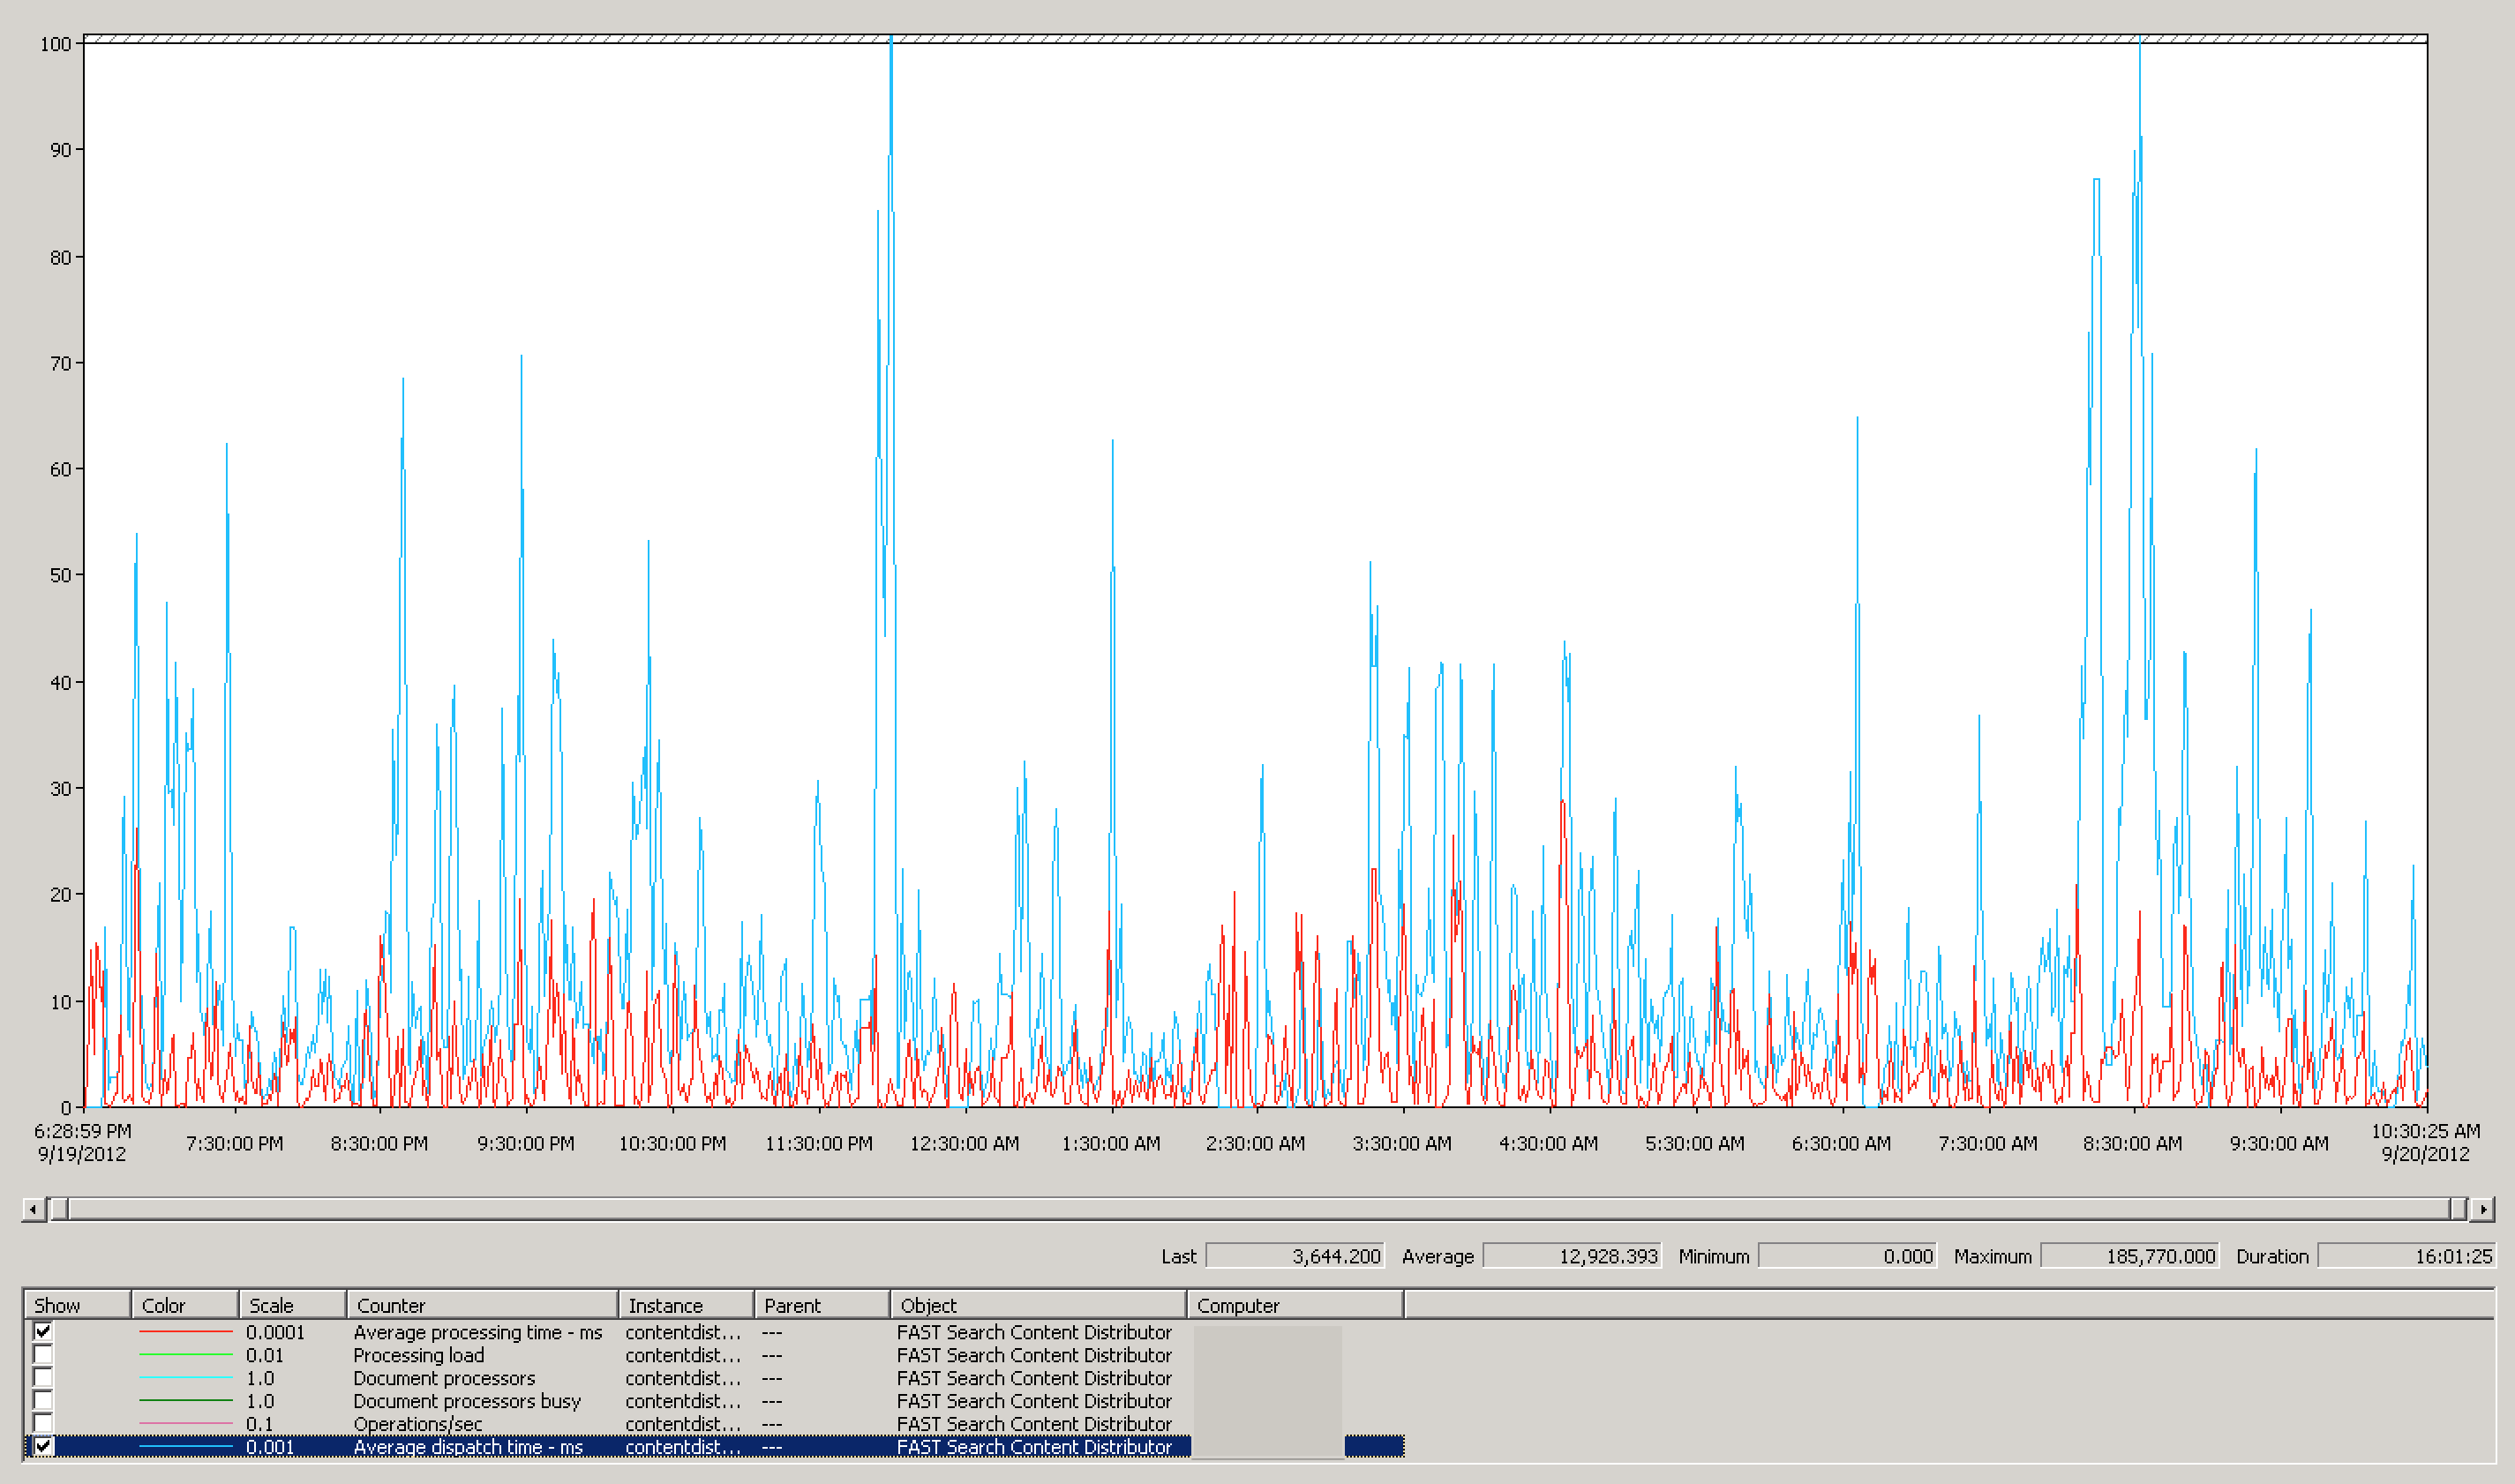 100
90
80
70
60
50
40
30
20
10
0
6:28:59 PM 7:30:00 PM 8:30:00 PM 9:30:00 PM 10:30:00 PM 11:30:00 PM 12:30:00 AM 1:30:00 AM 2:30:00 AM 3:30:00 AM 4:30:00 AM 5:30:00 AM 6:30:00 AM 7:30:00 AM 8:30:00 AM 9:30:00 AM 10:30:25 AM
9/19/2012 9/20/2012
Last 3,644.200 Average 12,928.393 Minimum 0.000 Maximum 185,770.000 Duration 16:01:25
Show Color Scale Counter Instance Parent Object Computer
0.0001 Average processing time - ms contentdist... --- FAST Search Content Distributor
0.01 Processing load contentdist... --- FAST Search Content Distributor
1.0 Document processors contentdist... --- FAST Search Content Distributor
1.0 Document processors busy contentdist... --- FAST Search Content Distributor
0.1 Operations/sec contentdist... --- FAST Search Content Distributor
0.001 Average dispatch time - ms contentdist... --- FAST Search Content Distributor